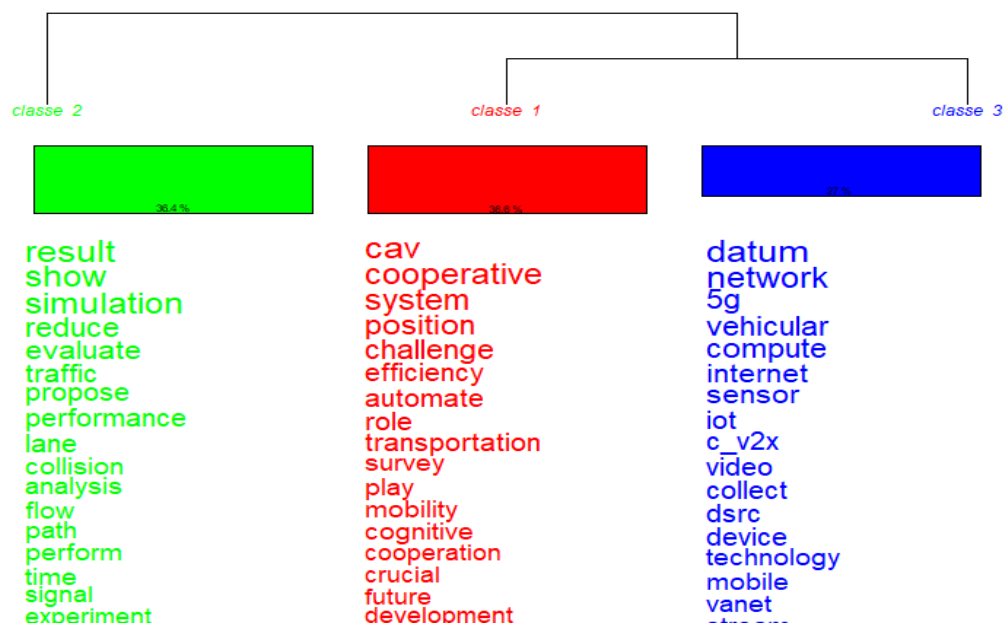 classe 2
classe 1
classe 3
36.4 %
36.6 %
27 %
result
show
simulation
reduce
evaluate
traffic
propose
performance
lane
collision
analysis
flow
path
perform
time
signal
experiment
cav
cooperative
system
position
challenge
efficiency
automate
role
transportation
survey
play
mobility
cognitive
cooperation
crucial
future
development
datum
network
5g
vehicular
compute
internet
sensor
iot
c_v2x
video
collect
dsrc
device
technology
mobile
vanet